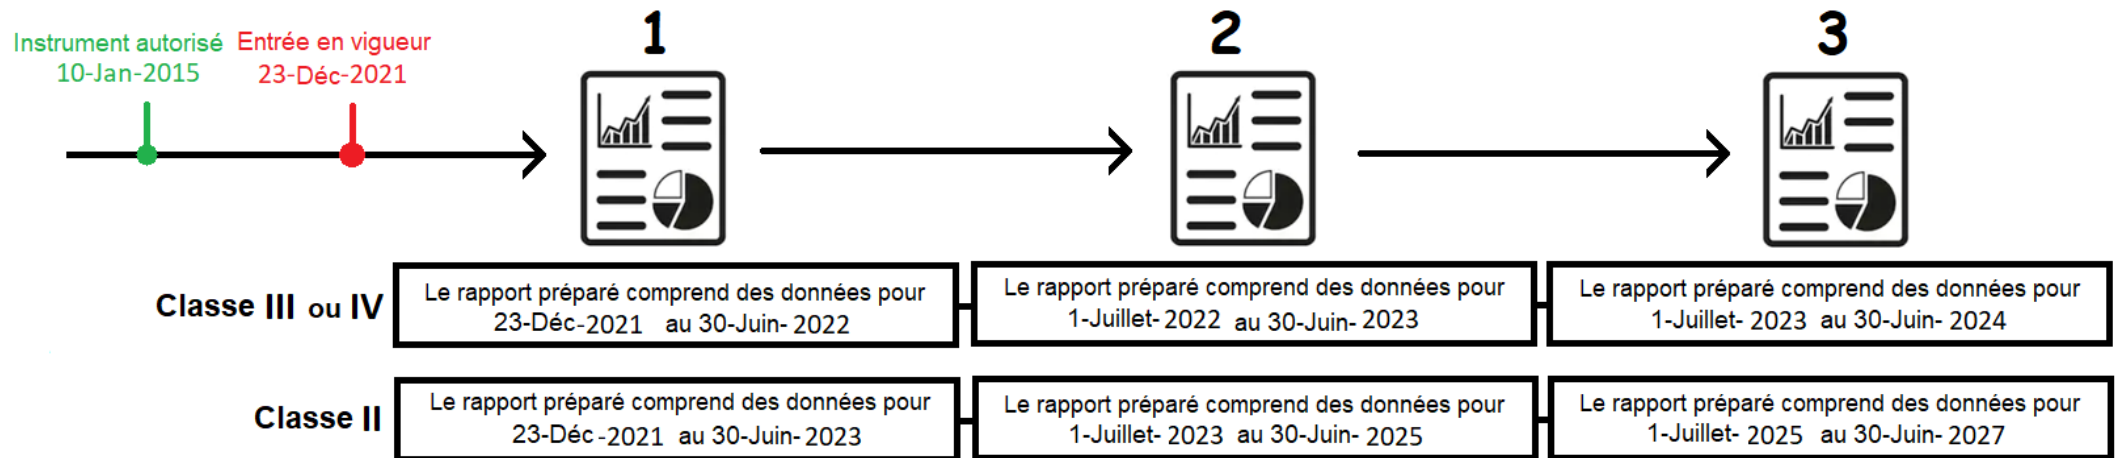 Instrument autorisé
10-Jan-2015
Entrée en vigueur
23-Déc-2021
1
2
3
Classe III ou IV
Le rapport préparé comprend des données pour
23-Déc-2021 au 30-Juin-2022
Le rapport préparé comprend des données pour
1-Juillet-2022 au 30-Juin-2023
Le rapport préparé comprend des données pour
1-Juillet-2023 au 30-Juin-2024
Classe II
Le rapport préparé comprend des données pour
23-Déc-2021 au 30-Juin-2023
Le rapport préparé comprend des données pour
1-Juillet-2023 au 30-Juin-2025
Le rapport préparé comprend des données pour
1-Juillet-2025 au 30-Juin-2027